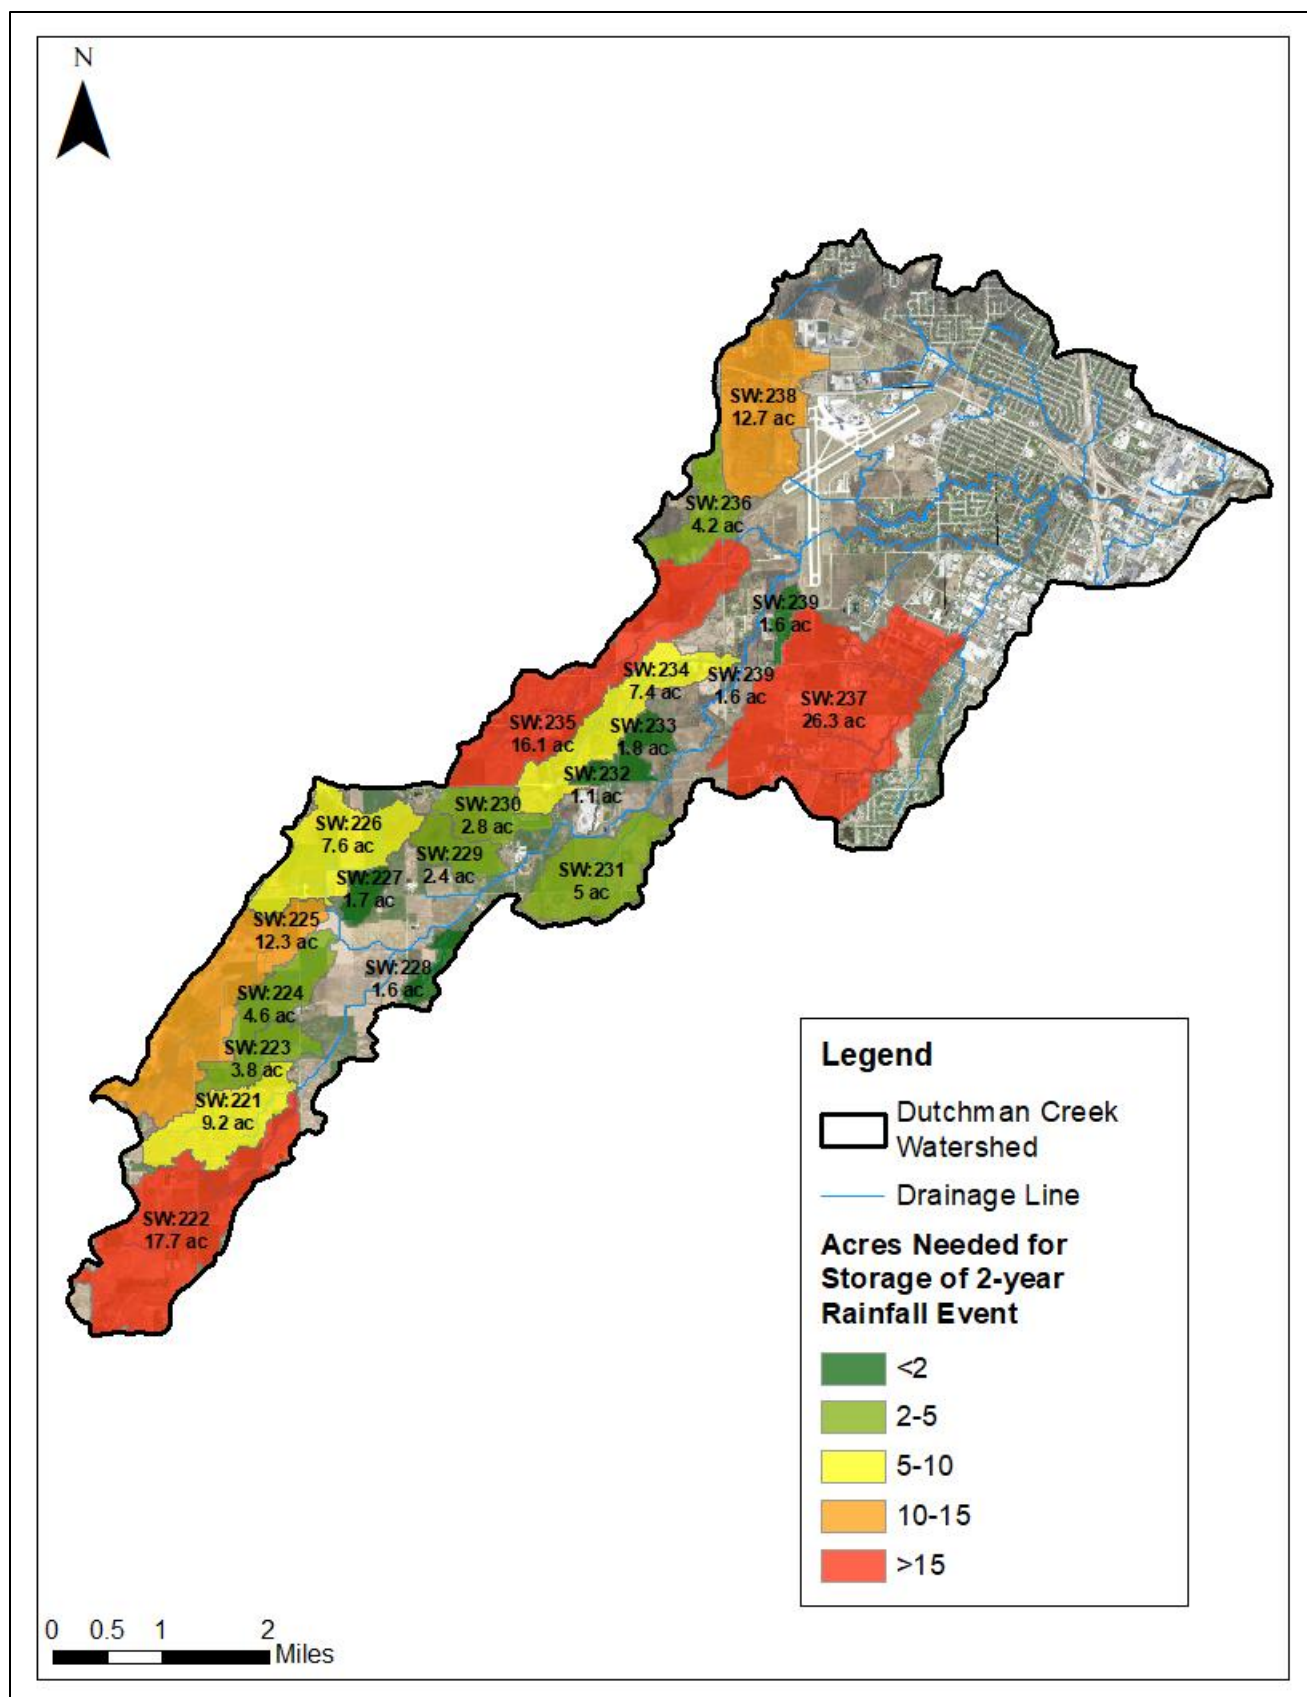 N
SW:238
12.7 ac
SW:236
4.2 ac
SW:239
1.6 ac
SW:234
7.4 ac
SW:239
1.6 ac
SW:237
26.3 ac
SW:235
16.1 ac
SW:233
1.8 ac
SW:232
1.1 ac
SW:230
2.8 ac
SW:226
7.6 ac
SW:229
2.4 ac
SW:231
5 ac
SW:227
1.7 ac
SW:225
12.3 ac
SW:228
1.6 ac
SW:224
4.6 ac
SW:223
3.8 ac
SW:221
9.2 ac
SW:222
17.7 ac
Legend
Dutchman Creek
Watershed
Drainage Line
Acres Needed for
Storage of 2-year
Rainfall Event
<2
2-5
5-10
10-15
>15
0 0.5 1 2
Miles